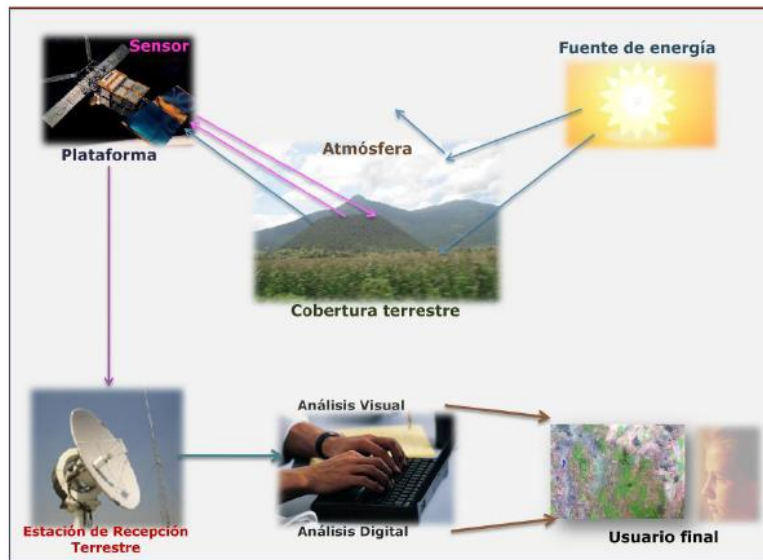 Sensor
Fuente de energía
Plataforma
Atmósfera
Cobertura terrestre
Análisis Visual
Estación de Recepción
Terrestre
Análisis Digital
Usuario final